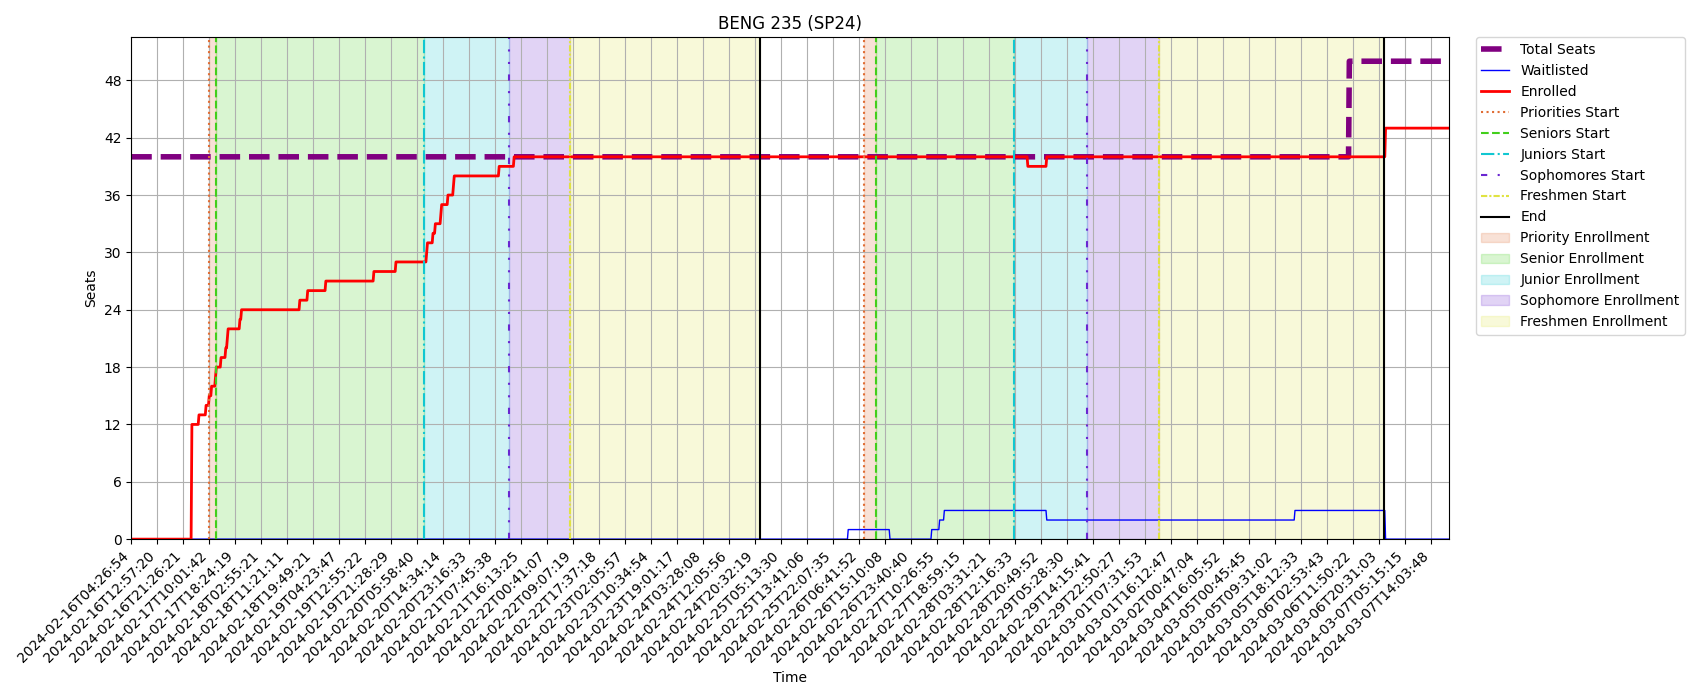 BENG 235 (SP24)
Seats
48
42
36
30
24
18
12
6
0
2024-02-16T04:26:54
2024-02-16T12:57:20
2024-02-16T21:26:21
2024-02-17T10:01:42
2024-02-17T18:24:19
2024-02-18T02:55:21
2024-02-18T11:21:11
2024-02-18T19:49:21
2024-02-19T04:23:47
2024-02-19T12:55:22
2024-02-19T21:28:29
2024-02-20T05:58:40
2024-02-20T14:34:14
2024-02-20T23:16:33
2024-02-21T07:45:38
2024-02-21T16:13:25
2024-02-22T00:41:07
2024-02-22T09:07:19
2024-02-22T17:37:18
2024-02-23T02:05:57
2024-02-23T10:34:54
2024-02-23T19:01:17
2024-02-24T03:28:08
2024-02-24T12:05:56
2024-02-24T20:32:19
2024-02-25T05:13:30
2024-02-25T13:41:06
2024-02-25T22:07:35
2024-02-26T06:41:52
2024-02-26T15:10:08
2024-02-26T23:40:40
2024-02-27T10:26:55
2024-02-27T18:59:15
2024-02-28T03:31:21
2024-02-28T12:16:33
2024-02-28T20:49:52
2024-02-29T05:28:30
2024-02-29T14:15:41
2024-02-29T22:50:27
2024-03-01T07:31:53
2024-03-01T16:12:47
2024-03-02T00:47:04
2024-03-04T16:05:52
2024-03-05T00:45:45
2024-03-05T09:31:02
2024-03-05T18:12:33
2024-03-06T02:53:43
2024-03-06T11:50:22
2024-03-06T20:31:03
2024-03-07T05:15:15
2024-03-07T14:03:48
Time
Total Seats
Waitlisted
Enrolled
Priorities Start
Seniors Start
Juniors Start
Sophomores Start
Freshmen Start
End
Priority Enrollment
Senior Enrollment
Junior Enrollment
Sophomore Enrollment
Freshmen Enrollment